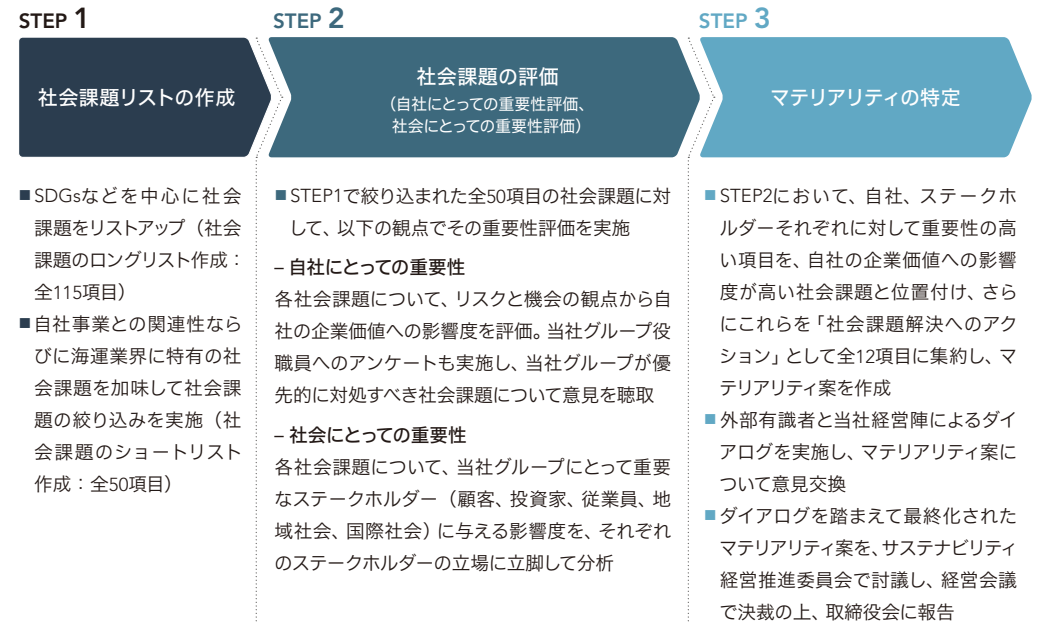 STEP 1
社会課題リストの作成
■SDGsなどを中心に社会
課題をリストアップ（社会
課題のロングリスト作成：
全115項目）
■自社事業との関連性なら
びに海運業界に特有の社
会課題を加味して社会課
題の絞り込みを実施（社
会課題のショートリスト
作成：全50項目）
STEP 2
社会課題の評価
（自社にとっての重要性評価、
社会にとっての重要性評価）
■STEP1で絞り込まれた全50項目の社会課題に対
して、以下の観点でその重要性評価を実施
– 自社にとっての重要性
各社会課題について、リスクと機会の観点から自
社の企業価値への影響度を評価。当社グループ役
職員へのアンケートも実施し、当社グループが優
先的に対処すべき社会課題について意見を聴取
– 社会にとっての重要性
各社会課題について、当社グループにとって重要
なステークホルダー（顧客、投資家、従業員、地
域社会、国際社会）に与える影響度を、それぞれ
のステークホルダーの立場に立脚して分析
STEP 3
マテリアリティの特定
■STEP2において、自社、ステークホ
ルダーそれぞれに対して重要性の高
い項目を、自社の企業価値への影響
度が高い社会課題と位置付け、さら
にこれらを「社会課題解決へのアク
ション」として全12項目に集約し、マ
テリアリティ案を作成
■外部有識者と当社経営陣によるダイ
アログを実施し、マテリアリティ案に
ついて意見交換
■ダイアログを踏まえて最終化された
マテリアリティ案を、サステナビリティ
経営推進委員会で討議し、経営会議
で決裁の上、取締役会に報告